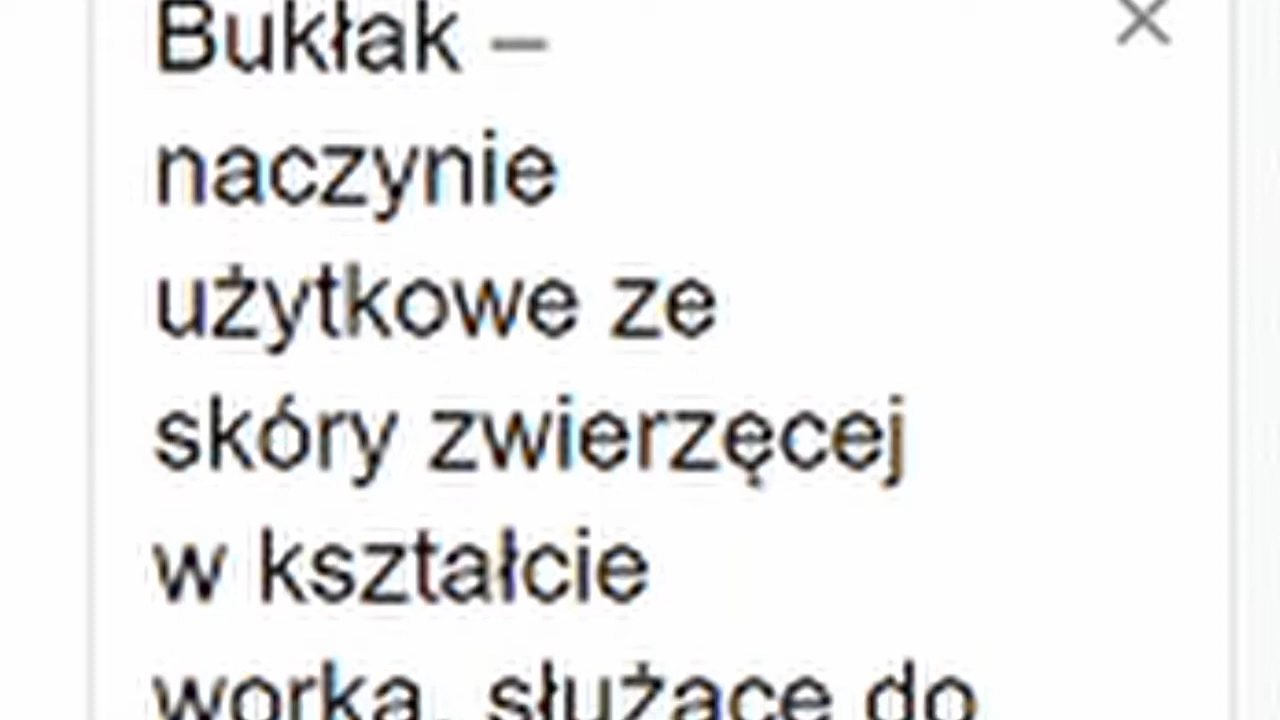 Bukłak –
naczynie
użytkowe ze
skóry zwierzęcej
w kształcie
worka, służące do